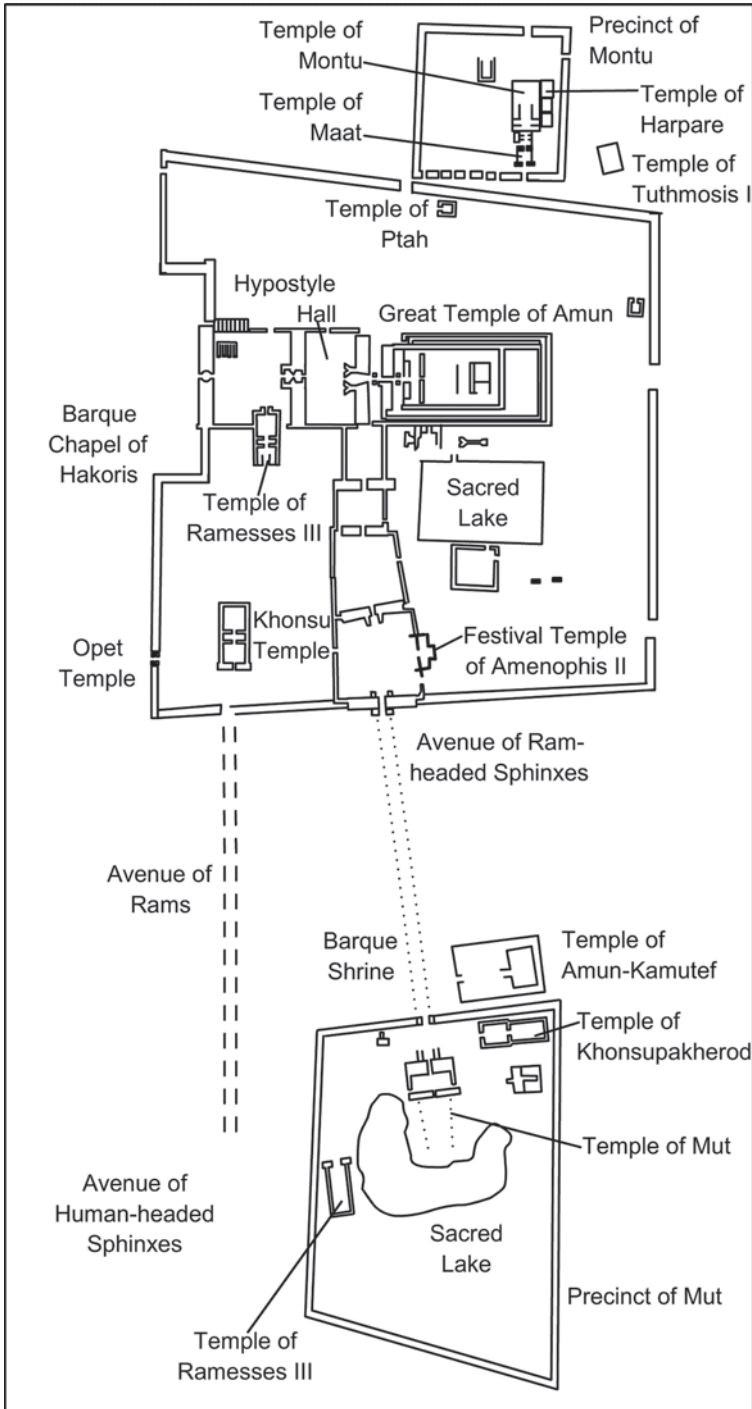 Temple of
Montu
Precinct of
Montu
Temple of
Maat
Temple of
Harpare
Temple of
Tuthmosis I
Temple of
Ptah
Hypostyle
Hall
Great Temple of Amun
Barque
Chapel of
Hakoris
Temple of
Ramesses III
Sacred
Lake
Khonsu
Temple
Opet
Temple
Festival Temple
of Amenophis II
Avenue of Ram-
headed Sphinxes
Avenue of
Rams
Barque
Shrine
Temple of
Amun-Kamutef
Temple of
Khonsupakherod
Temple of Mut
Avenue of
Human-headed
Sphinxes
Sacred
Lake
Precinct of Mut
Temple of
Ramesses III